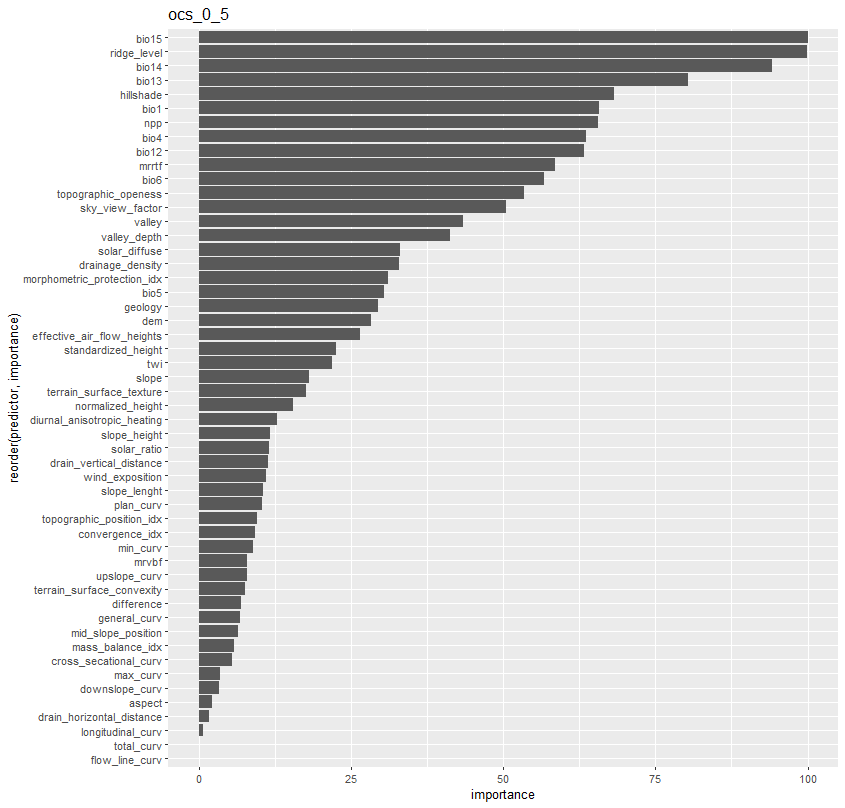 ocs_0_5
bio15
ridge_level
bio14
bio13
hillshade
bio1
npp
bio4
bio12
mrrtf
bio6
topographic_openess
sky_view_factor
valley
valley_depth
solar_diffuse
drainage_density
morphometric_protection_idx
bio5
geology
dem
effective_air_flow_heights
standardized_height
twi
slope
terrain_surface_texture
normalized_height
diurnal_anisotropic_heating
slope_height
solar_ratio
drain_vertical_distance
wind_exposition
slope_lenght
plan_curv
topographic_position_idx
convergence_idx
min_curv
mrvbf
upslope_curv
terrain_surface_convexity
difference
general_curv
mid_slope_position
mass_balance_idx
cross_secational_curv
max_curv
downslope_curv
aspect
drain_horizontal_distance
longitudinal_curv
total_curv
flow_line_curv
reorder(predictor, importance)
0 25 50 75 100
importance